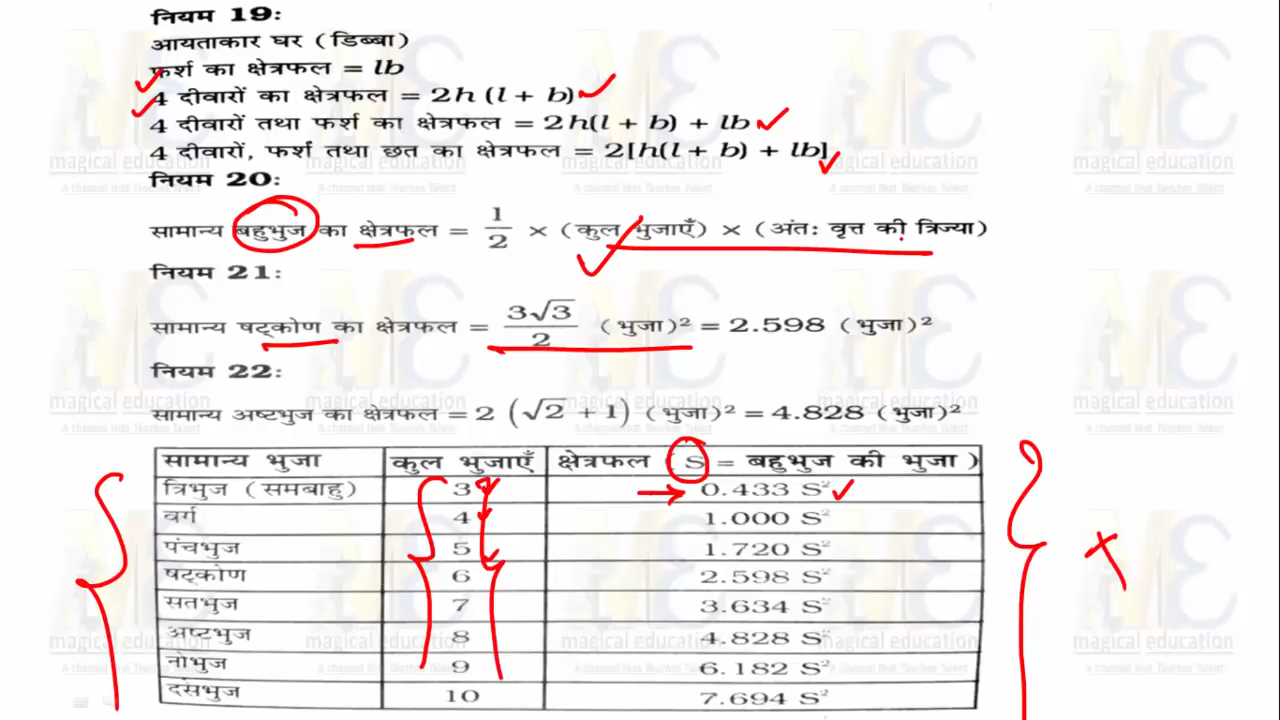 नियम 19:
आयताकार घर (डिब्बा)
फर्श का क्षेत्रफल = lb
4 दीवारों का क्षेत्रफल = 2h (l + b)
4 दीवारों तथा फर्श का क्षेत्रफल = 2h(l + b) + lb
4 दीवारों, फर्श तथा छत का क्षेत्रफल = 2[h(l + b) + lb]
नियम 20:
सामान्य बहुभुज का क्षेत्रफल = 1/2 × (कुल भुजाएँ) × (अंत: वृत्त की त्रिज्या)
नियम 21:
सामान्य षट्कोण का क्षेत्रफल = 3√3/2 (भुजा)² = 2.598 (भुजा)²
नियम 22:
सामान्य अष्टभुज का क्षेत्रफल = 2 (√2 + 1) (भुजा)² = 4.828 (भुजा)²
सामान्य भुजा कुल भुजाएँ क्षेत्रफल (S = बहुभुज की भुजा)
त्रिभुज (समबाहु) 3 0.433 S²
वर्ग 4 1.000 S²
पंचभुज 5 1.720 S²
षट्कोण 6 2.598 S²
सतभुज 7 3.634 S²
अष्टभुज 8 4.828 S²
नोभुज 9 6.182 S²
दसभुज 10 7.694 S²
magical education